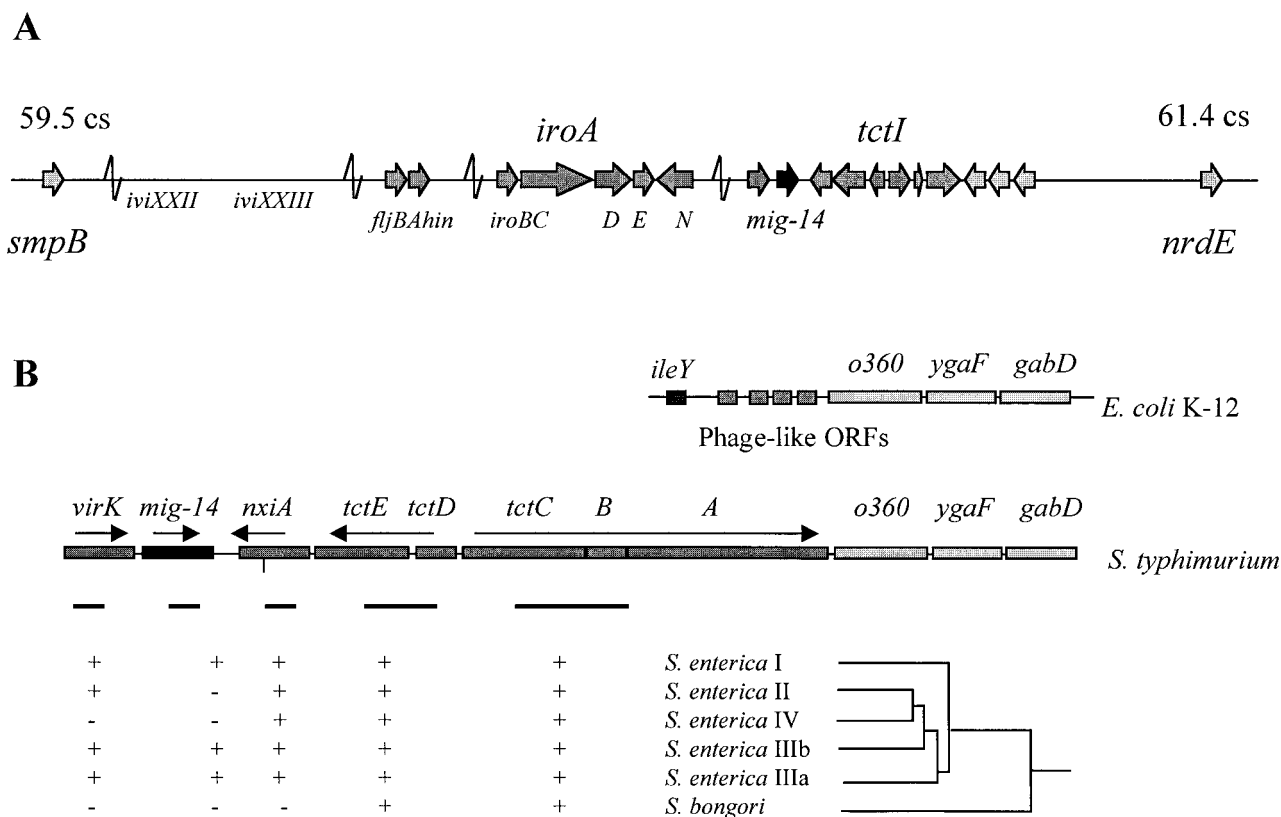 A
59.5 cs
iroA
tctI
61.4 cs
iviXXII iviXXIII fljBAhin iroBC D E N mig-14
smpB
nrdE
B
ileY o360 ygaF gabD
E. coli K-12
Phage-like ORFs
virK mig-14 nxiA tctE tctD tctC B A o360 ygaF gabD
S. typhimurium
+ + + + + S. enterica I
+ - + + + S. enterica II
- - + + + S. enterica IV
+ + + + + S. enterica IIIb
+ + + + + S. enterica IIIa
- - - + + S. bongori